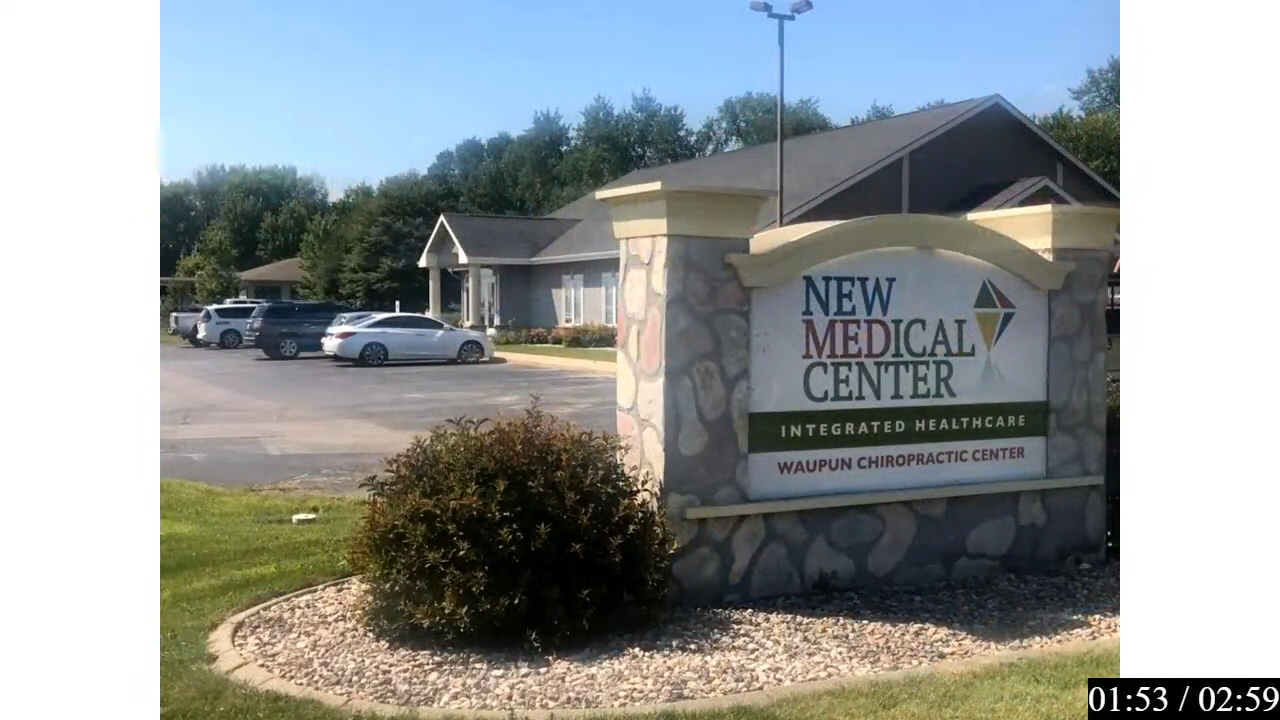 NEW
MEDICAL
CENTER
INTEGRATED HEALTHCARE
WAUPUN CHIROPRACTIC CENTER
01:53 / 02:59